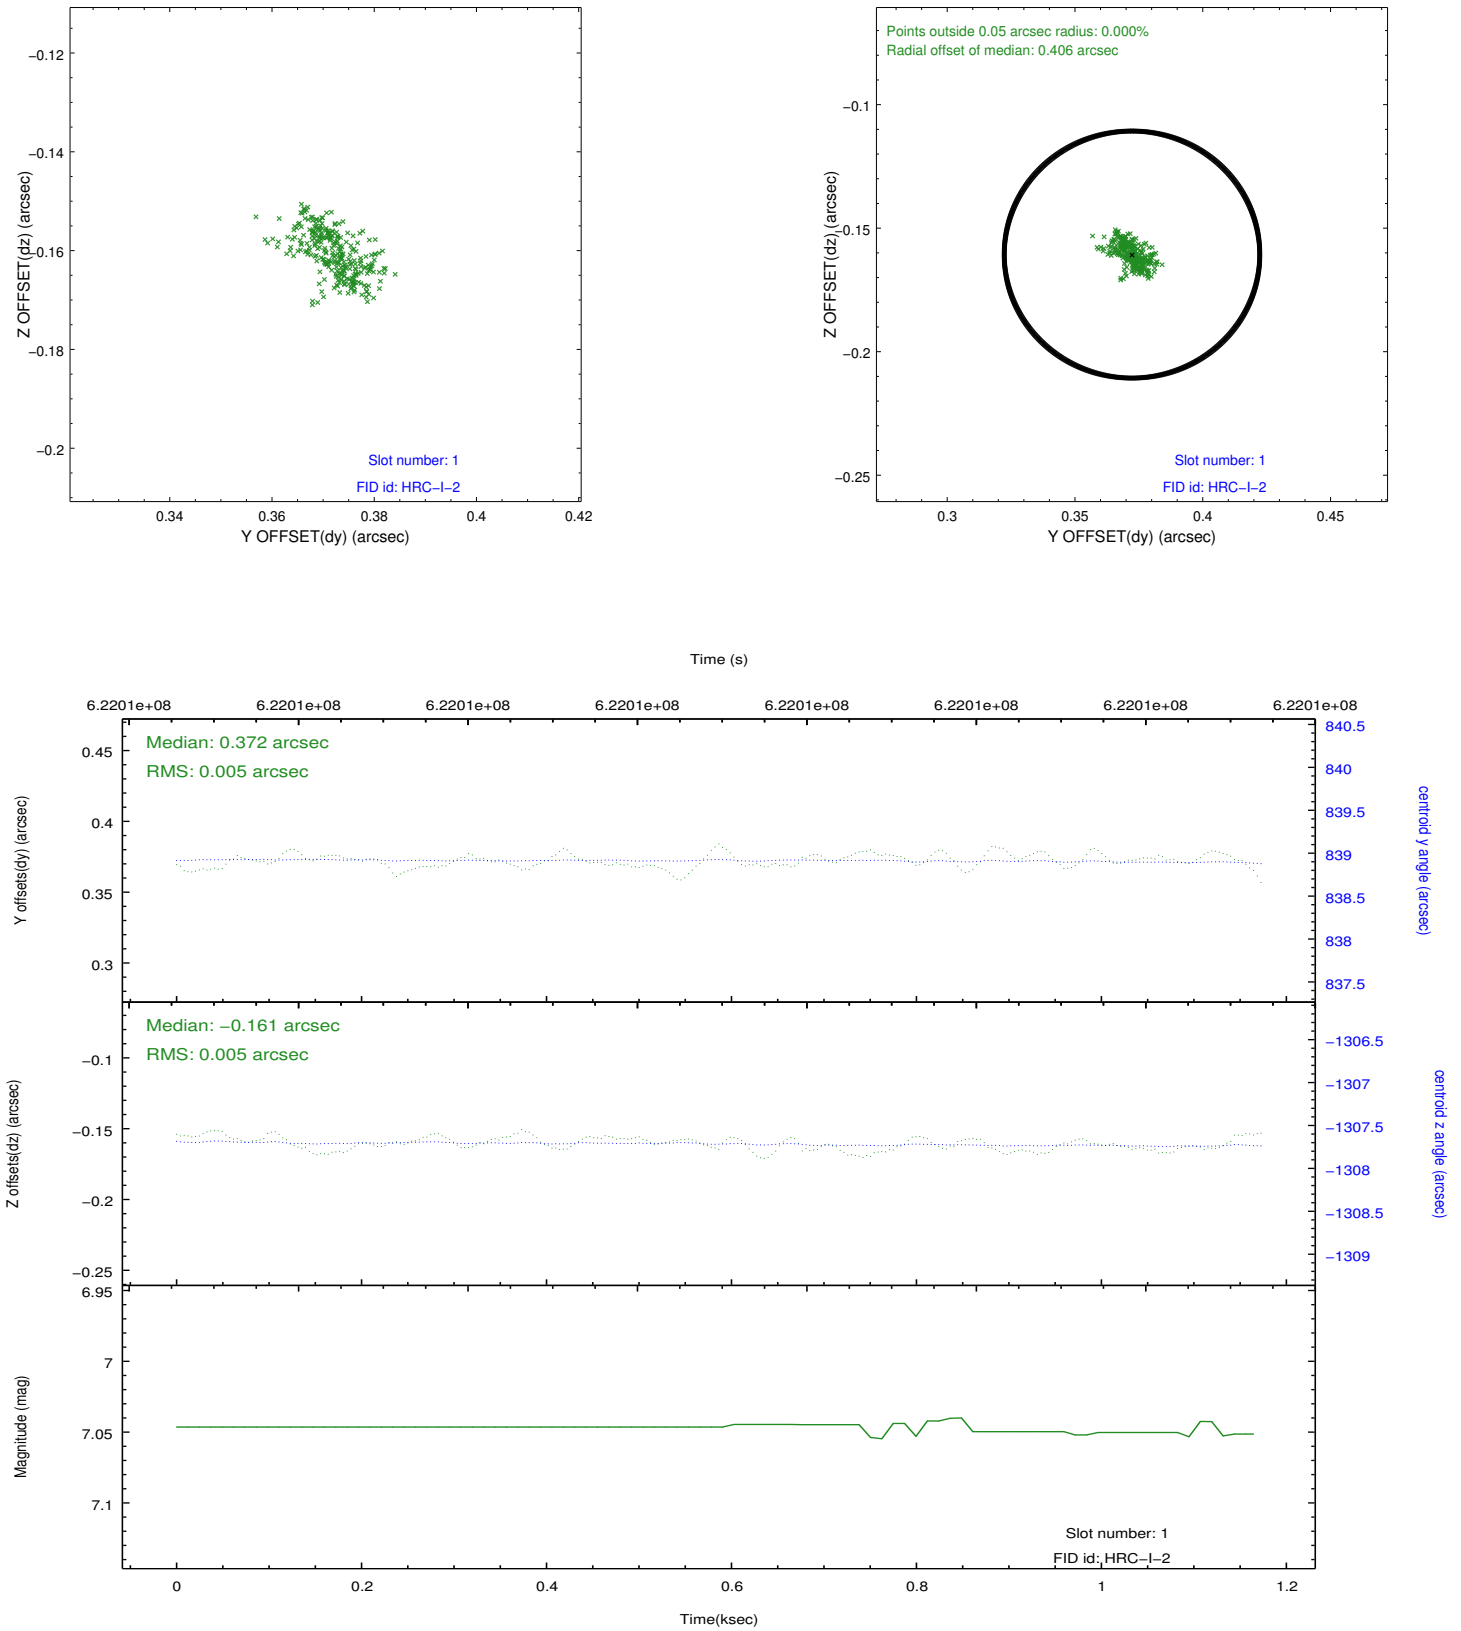 −0.12
−0.14
−0.16
−0.18
−0.2
Z OFFSET(dz) (arcsec)
Slot number: 1
FID id: HRC−I−2
0.34 0.36 0.38 0.4 0.42
Y OFFSET(dy) (arcsec)
Points outside 0.05 arcsec radius: 0.000%
Radial offset of median: 0.406 arcsec
−0.1
−0.15
−0.2
−0.25
Z OFFSET(dz) (arcsec)
Slot number: 1
FID id: HRC−I−2
0.3 0.35 0.4 0.45
Y OFFSET(dy) (arcsec)
Time (s)
6.2201e+08 6.2201e+08 6.2201e+08 6.2201e+08 6.2201e+08 6.2201e+08 6.2201e+08 6.2201e+08
Median: 0.372 arcsec
RMS: 0.005 arcsec
0.45
0.4
0.35
0.3
Y offsets(dy) (arcsec)
840.5
840
839.5
839
838.5
838
837.5
centroid y angle (arcsec)
Median: −0.161 arcsec
RMS: 0.005 arcsec
−0.1
−0.15
−0.2
−0.25
Z offsets(dz) (arcsec)
−1306.5
−1307
−1307.5
−1308
−1308.5
−1309
centroid z angle (arcsec)
6.95
7
7.05
7.1
Magnitude (mag)
Slot number: 1
FID id: HRC−I−2
0 0.2 0.4 0.6 0.8 1 1.2
Time(ksec)